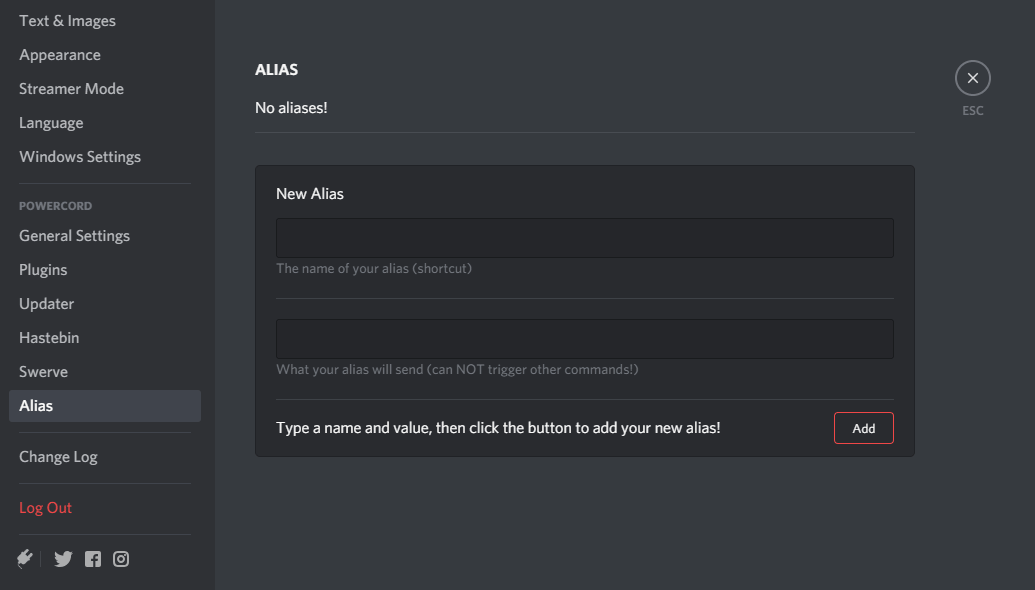 Text & Images
Appearance
Streamer Mode
Language
Windows Settings
POWERCORD
General Settings
Plugins
Updater
Hastebin
Swerve
Alias
Change Log
Log Out
ALIAS
No aliases!
ESC
New Alias
The name of your alias (shortcut)
What your alias will send (can NOT trigger other commands!)
Type a name and value, then click the button to add your new alias!
Add